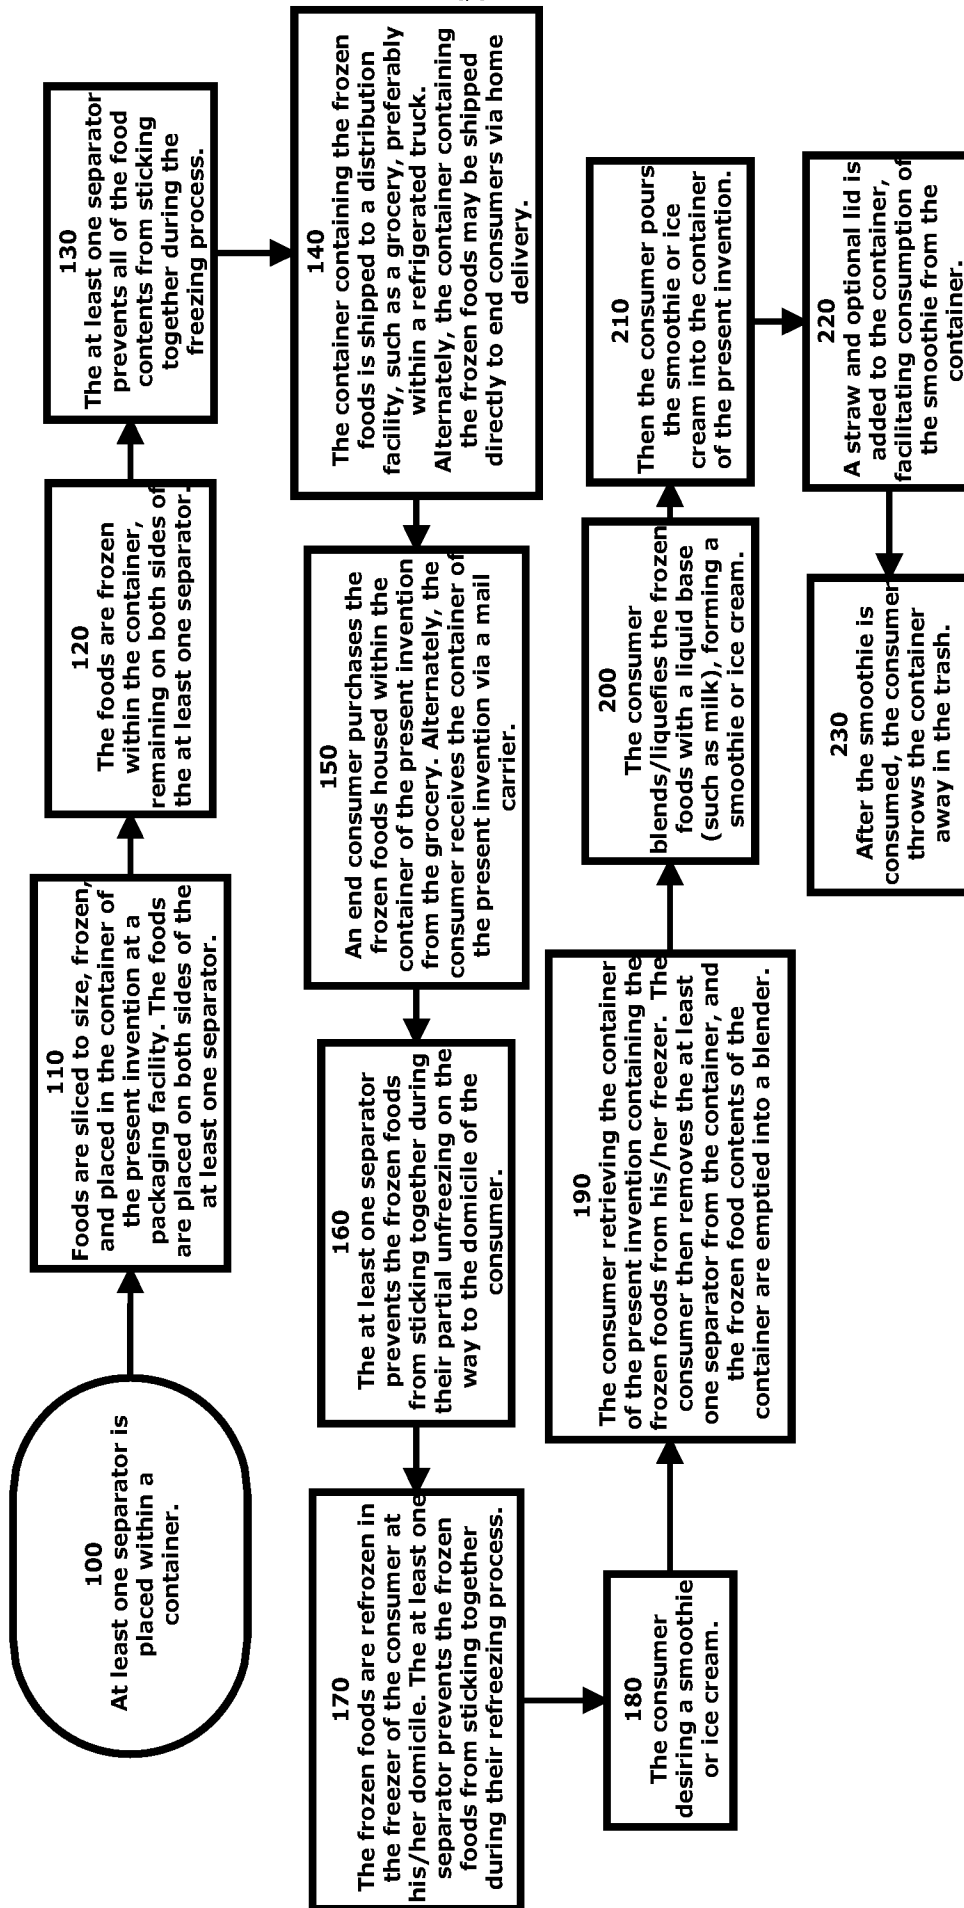 100
At least one separator is
placed within a
container.
110
Foods are sliced to size, frozen,
and placed in the container of
the present invention at a
packaging facility. The foods
are placed on both sides of the
at least one separator.
120
The foods are frozen
within the container,
remaining on both sides of
the at least one separator.
130
The at least one separator
prevents all of the food
contents from sticking
together during the
freezing process.
140
The container containing the frozen
foods is shipped to a distribution
facility, such as a grocery, preferably
within a refrigerated truck.
Alternately, the container containing
the frozen foods may be shipped
directly to end consumers via home
delivery.
150
An end consumer purchases the
frozen foods housed within the
container of the present invention
from the grocery. Alternately, the
consumer receives the container of
the present invention via a mail
carrier.
160
The at least one separator
prevents the frozen foods
from sticking together during
their partial unfreezing on the
way to the domicile of the
consumer.
170
The frozen foods are refrozen in
the freezer of the consumer at
his/her domicile. The at least one
separator prevents the frozen
foods from sticking together
during their refreezing process.
180
The consumer
desiring a smoothie
or ice cream.
190
The consumer retrieving the container
of the present invention containing the
frozen foods from his/her freezer. The
consumer then removes the at least
one separator from the container, and
the frozen food contents of the
container are emptied into a blender.
200
The consumer
blends/liquefies the frozen
foods with a liquid base
(such as milk), forming a
smoothie or ice cream.
210
Then the consumer pours
the smoothie or ice
cream into the container
of the present invention.
220
A straw and optional lid is
added to the container,
facilitating consumption of
the smoothie from the
container.
230
After the smoothie is
consumed, the consumer
throws the container
away in the trash.